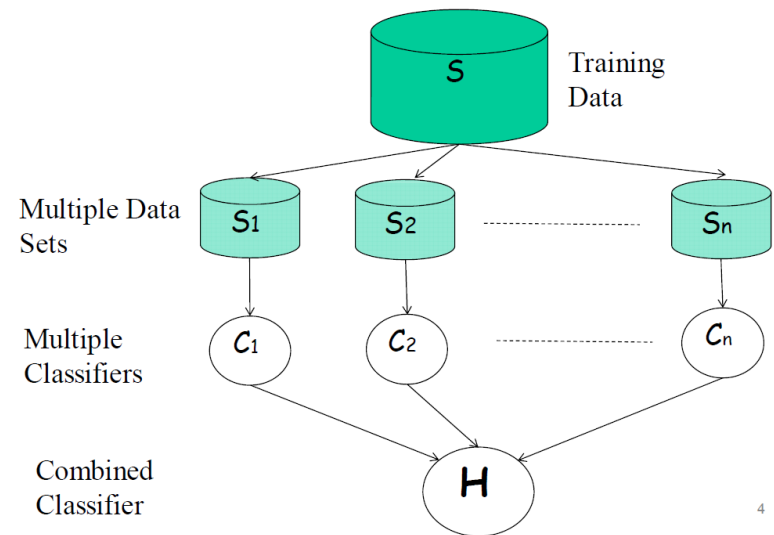 S
Training
Data
Multiple Data
Sets
S1
S2
Sn
Multiple
Classifiers
C1
C2
Cn
Combined
Classifier
H
4